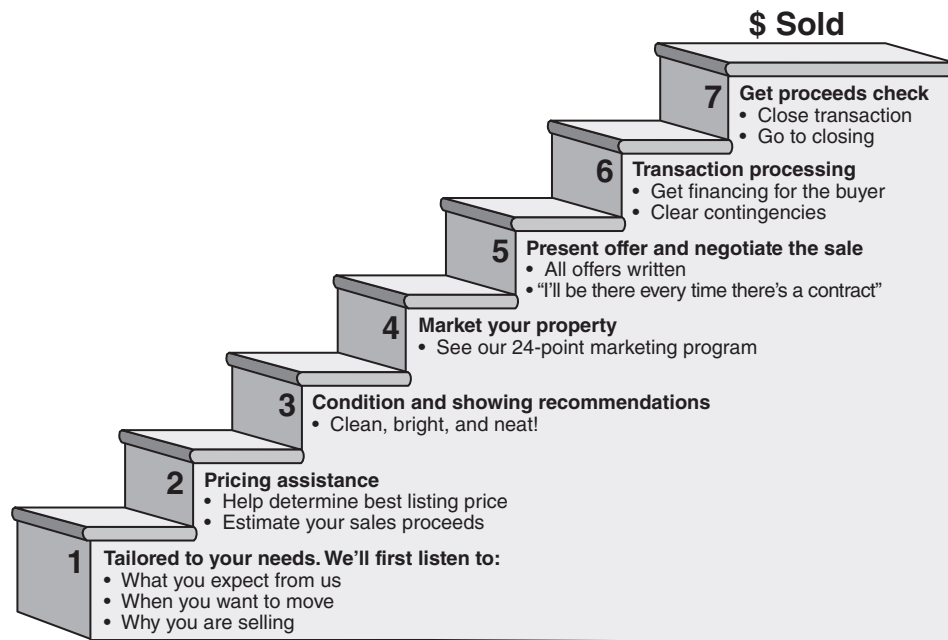 $ Sold
7 Get proceeds check
• Close transaction
• Go to closing
6 Transaction processing
• Get financing for the buyer
• Clear contingencies
5 Present offer and negotiate the sale
• All offers written
• “I’ll be there every time there’s a contract”
4 Market your property
• See our 24-point marketing program
3 Condition and showing recommendations
• Clean, bright, and neat!
2 Pricing assistance
• Help determine best listing price
• Estimate your sales proceeds
1 Tailored to your needs. We’ll first listen to:
• What you expect from us
• When you want to move
• Why you are selling